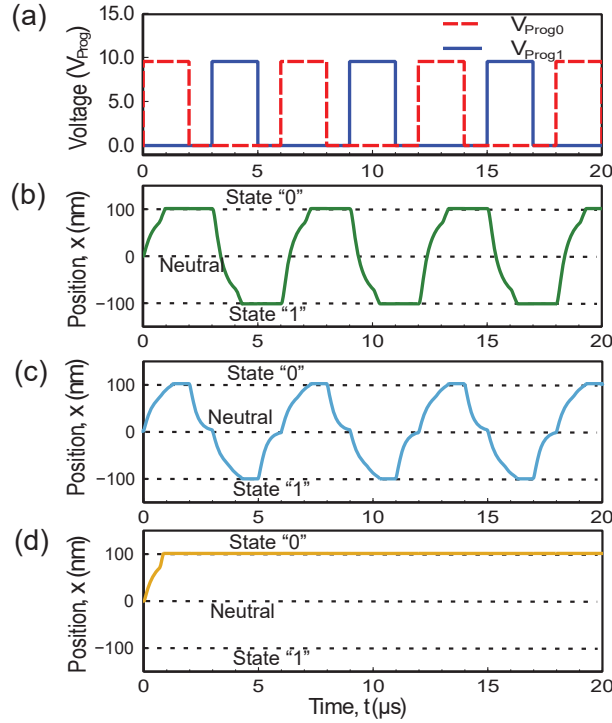 (a)
15.0
10.0
5.0
0.0
Voltage (V_Prog)
V_Prog0
V_Prog1
0
5
10
15
20
(b)
100
0
−100
Position, x (nm)
State “0”
Neutral
State “1”
0
5
10
15
20
(c)
100
0
−100
Position, x (nm)
State “0”
Neutral
State “1”
0
5
10
15
20
(d)
100
0
−100
Position, x (nm)
State “0”
Neutral
State “1”
0
5
10
15
20
Time, t (μs)